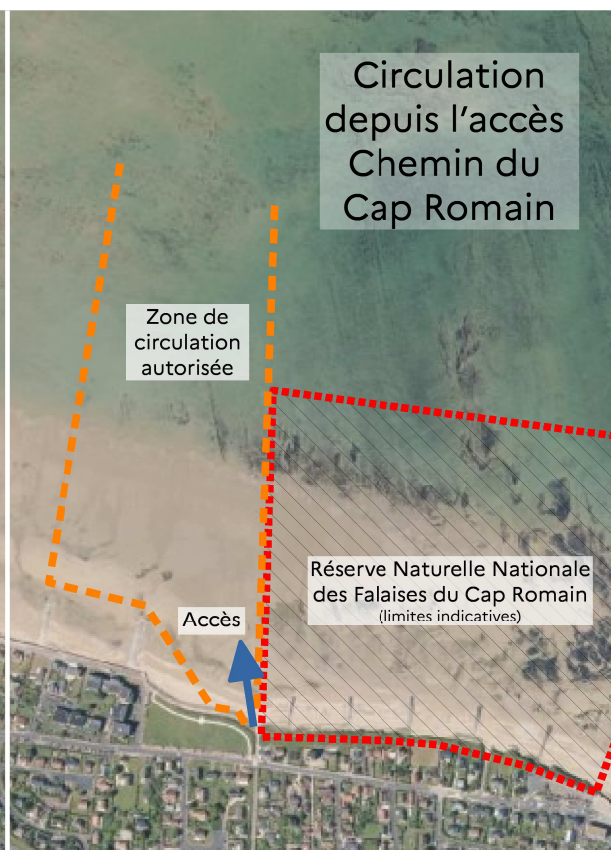 Circulation
depuis l'accès
Chemin du
Cap Romain
Zone de
circulation
autorisée
Réserve Naturelle Nationale
des Falaises du Cap Romain
(limites indicatives)
Accès